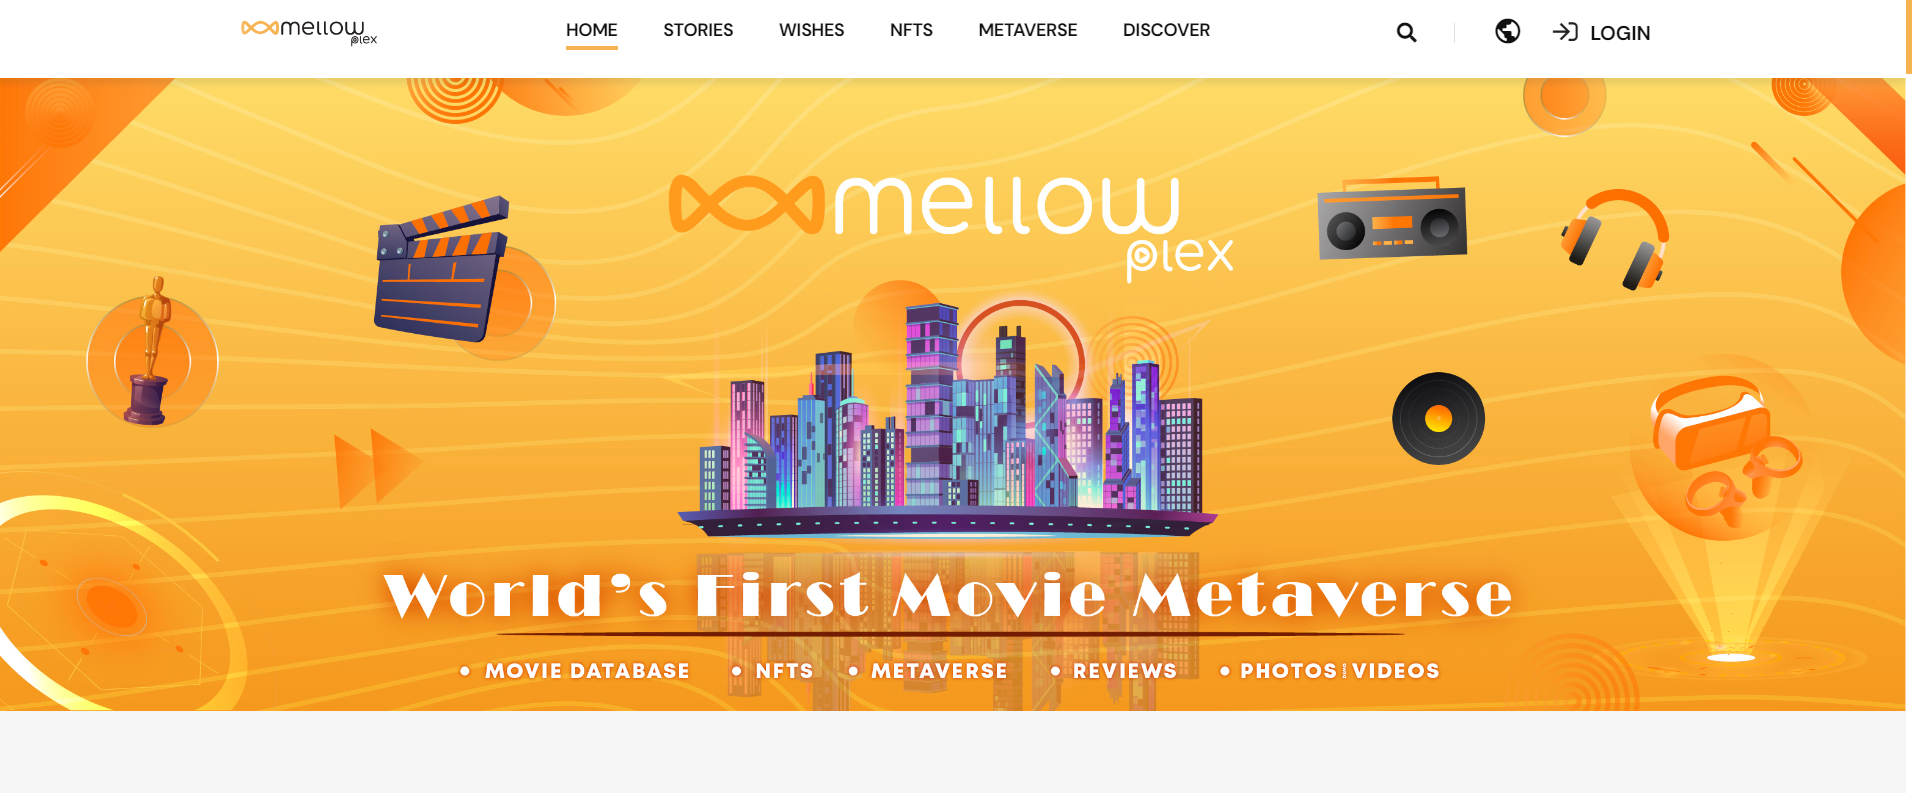 mellow
plex
HOME STORIES WISHES NFTS METAVERSE DISCOVER
LOGIN
mellow
plex
World's First Movie Metaverse
• MOVIE DATABASE • NFTS • METAVERSE • REVIEWS • PHOTOS VIDEOS